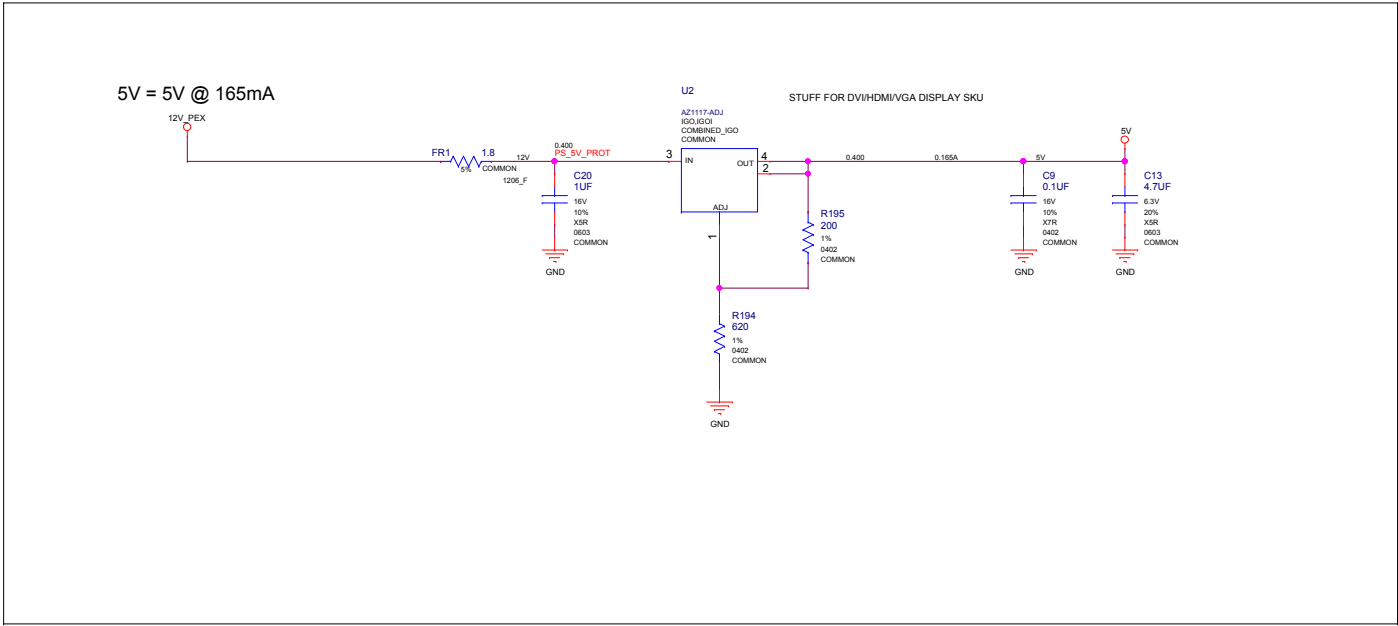 5V = 5V @ 165mA
12V_PEX
FR1 1.8
5%
COMMON
1206_F
12V
0.400
PS_5V_PROT
C20
1UF
16V
10%
X5R
0603
COMMON
GND
U2
AZ1117-ADJ
IGO,IGOI
COMBINED_IGO
COMMON
3 IN
OUT 4
2
ADJ
1
STUFF FOR DVI/HDMI/VGA DISPLAY SKU
R195
200
1%
0402
COMMON
R194
620
1%
0402
COMMON
GND
0.400 0.165A 5V
5V
C9
0.1UF
16V
10%
X7R
0402
COMMON
GND
C13
4.7UF
6.3V
20%
X5R
0603
COMMON
GND